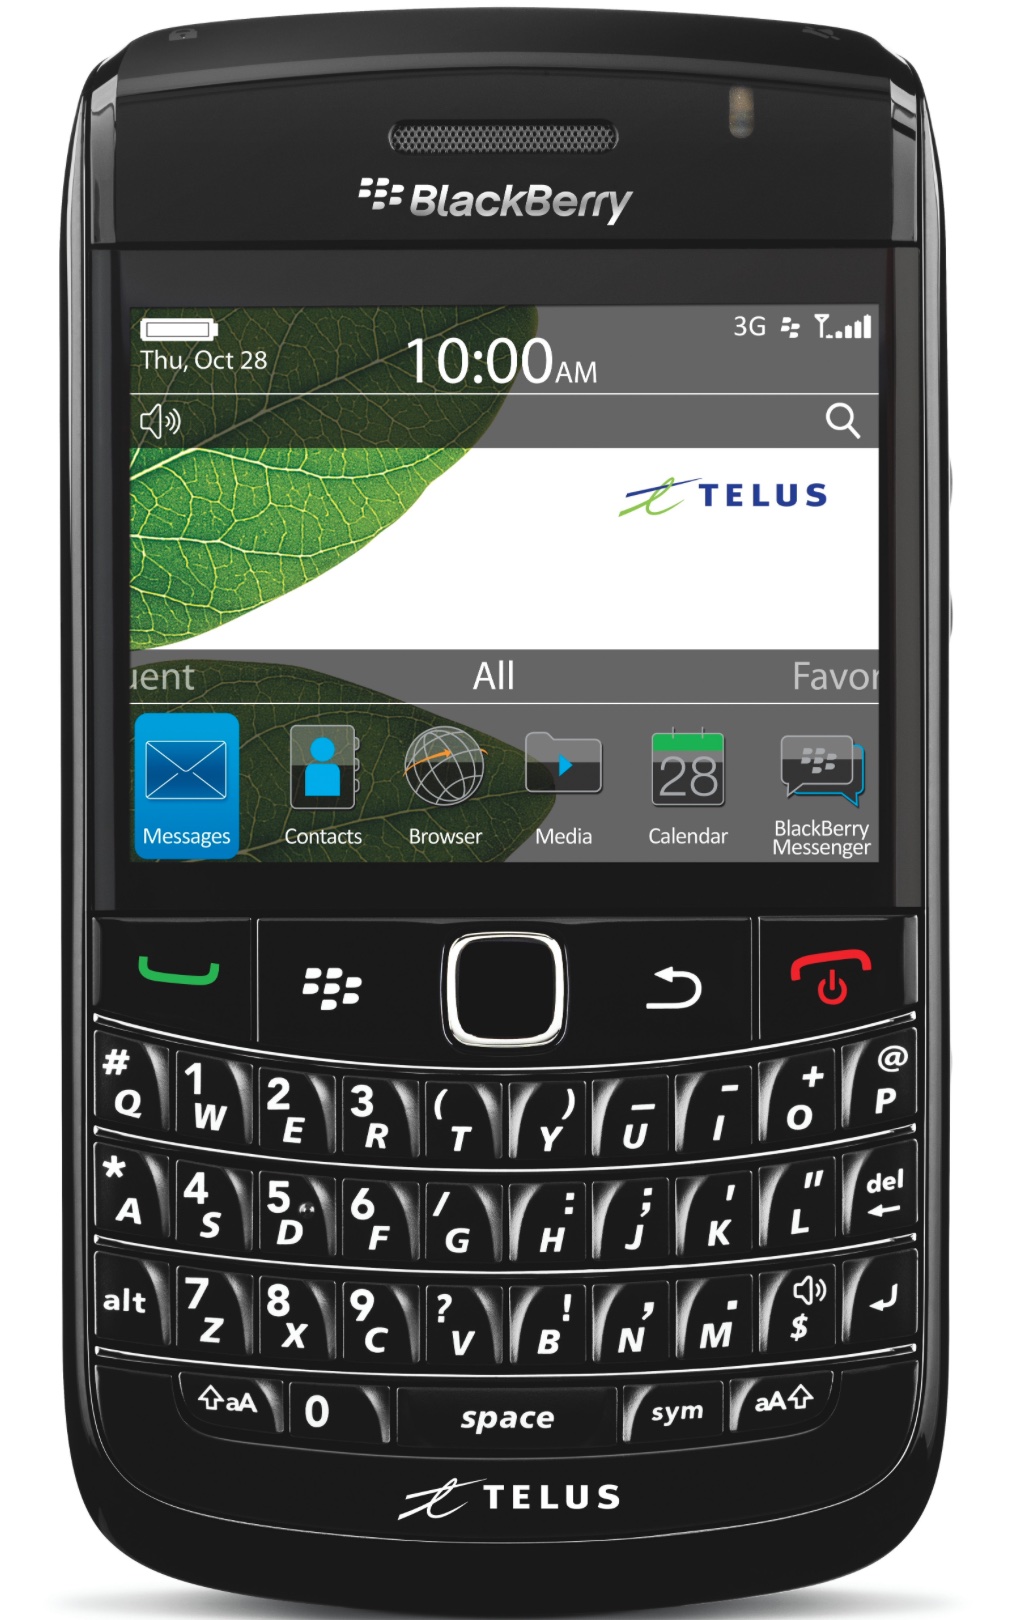 BlackBerry
3G
Thu, Oct 28
10:00AM
TELUS
uent All Favor
28
Messages Contacts Browser Media Calendar BlackBerry Messenger
# 1 2 3 ( ) _ - + @
Q W E R T Y U I O P
* 4 5 6 / : ; ' " del
A S D F G H J K L
alt 7 8 9 ? ! , . $
Z X C V B N M
aA 0 space sym aA
TELUS